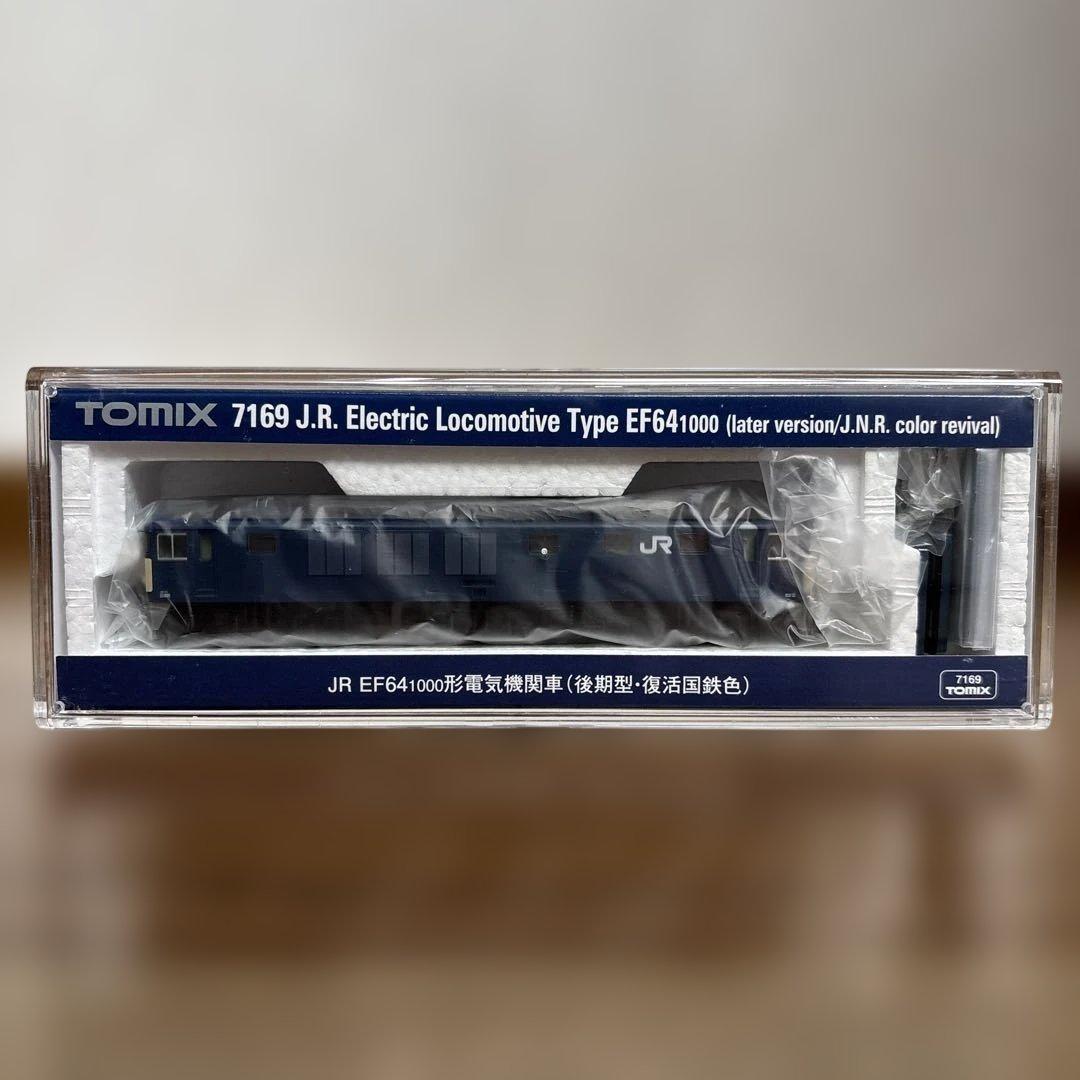 TOMIX 7169 J.R. Electric Locomotive Type EF641000 (later version/J.N.R. color revival)
JR
JR EF641000形電気機関車(後期型･復活国鉄色)
7169
TOMIX